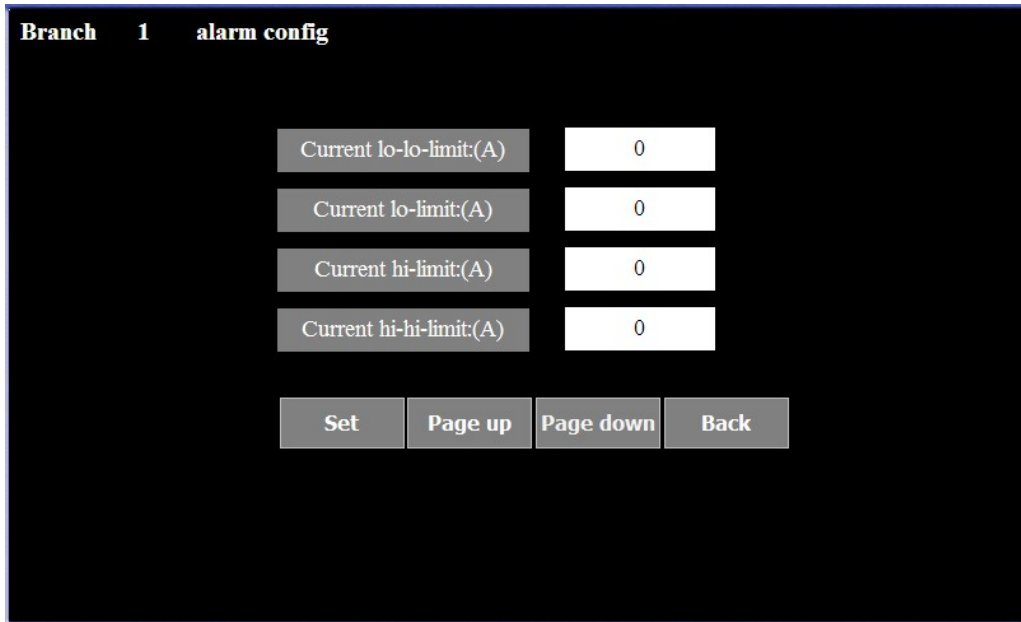 Branch 1 alarm config
Current lo-lo-limit:(A) 0
Current lo-limit:(A) 0
Current hi-limit:(A) 0
Current hi-hi-limit:(A) 0
Set Page up Page down Back